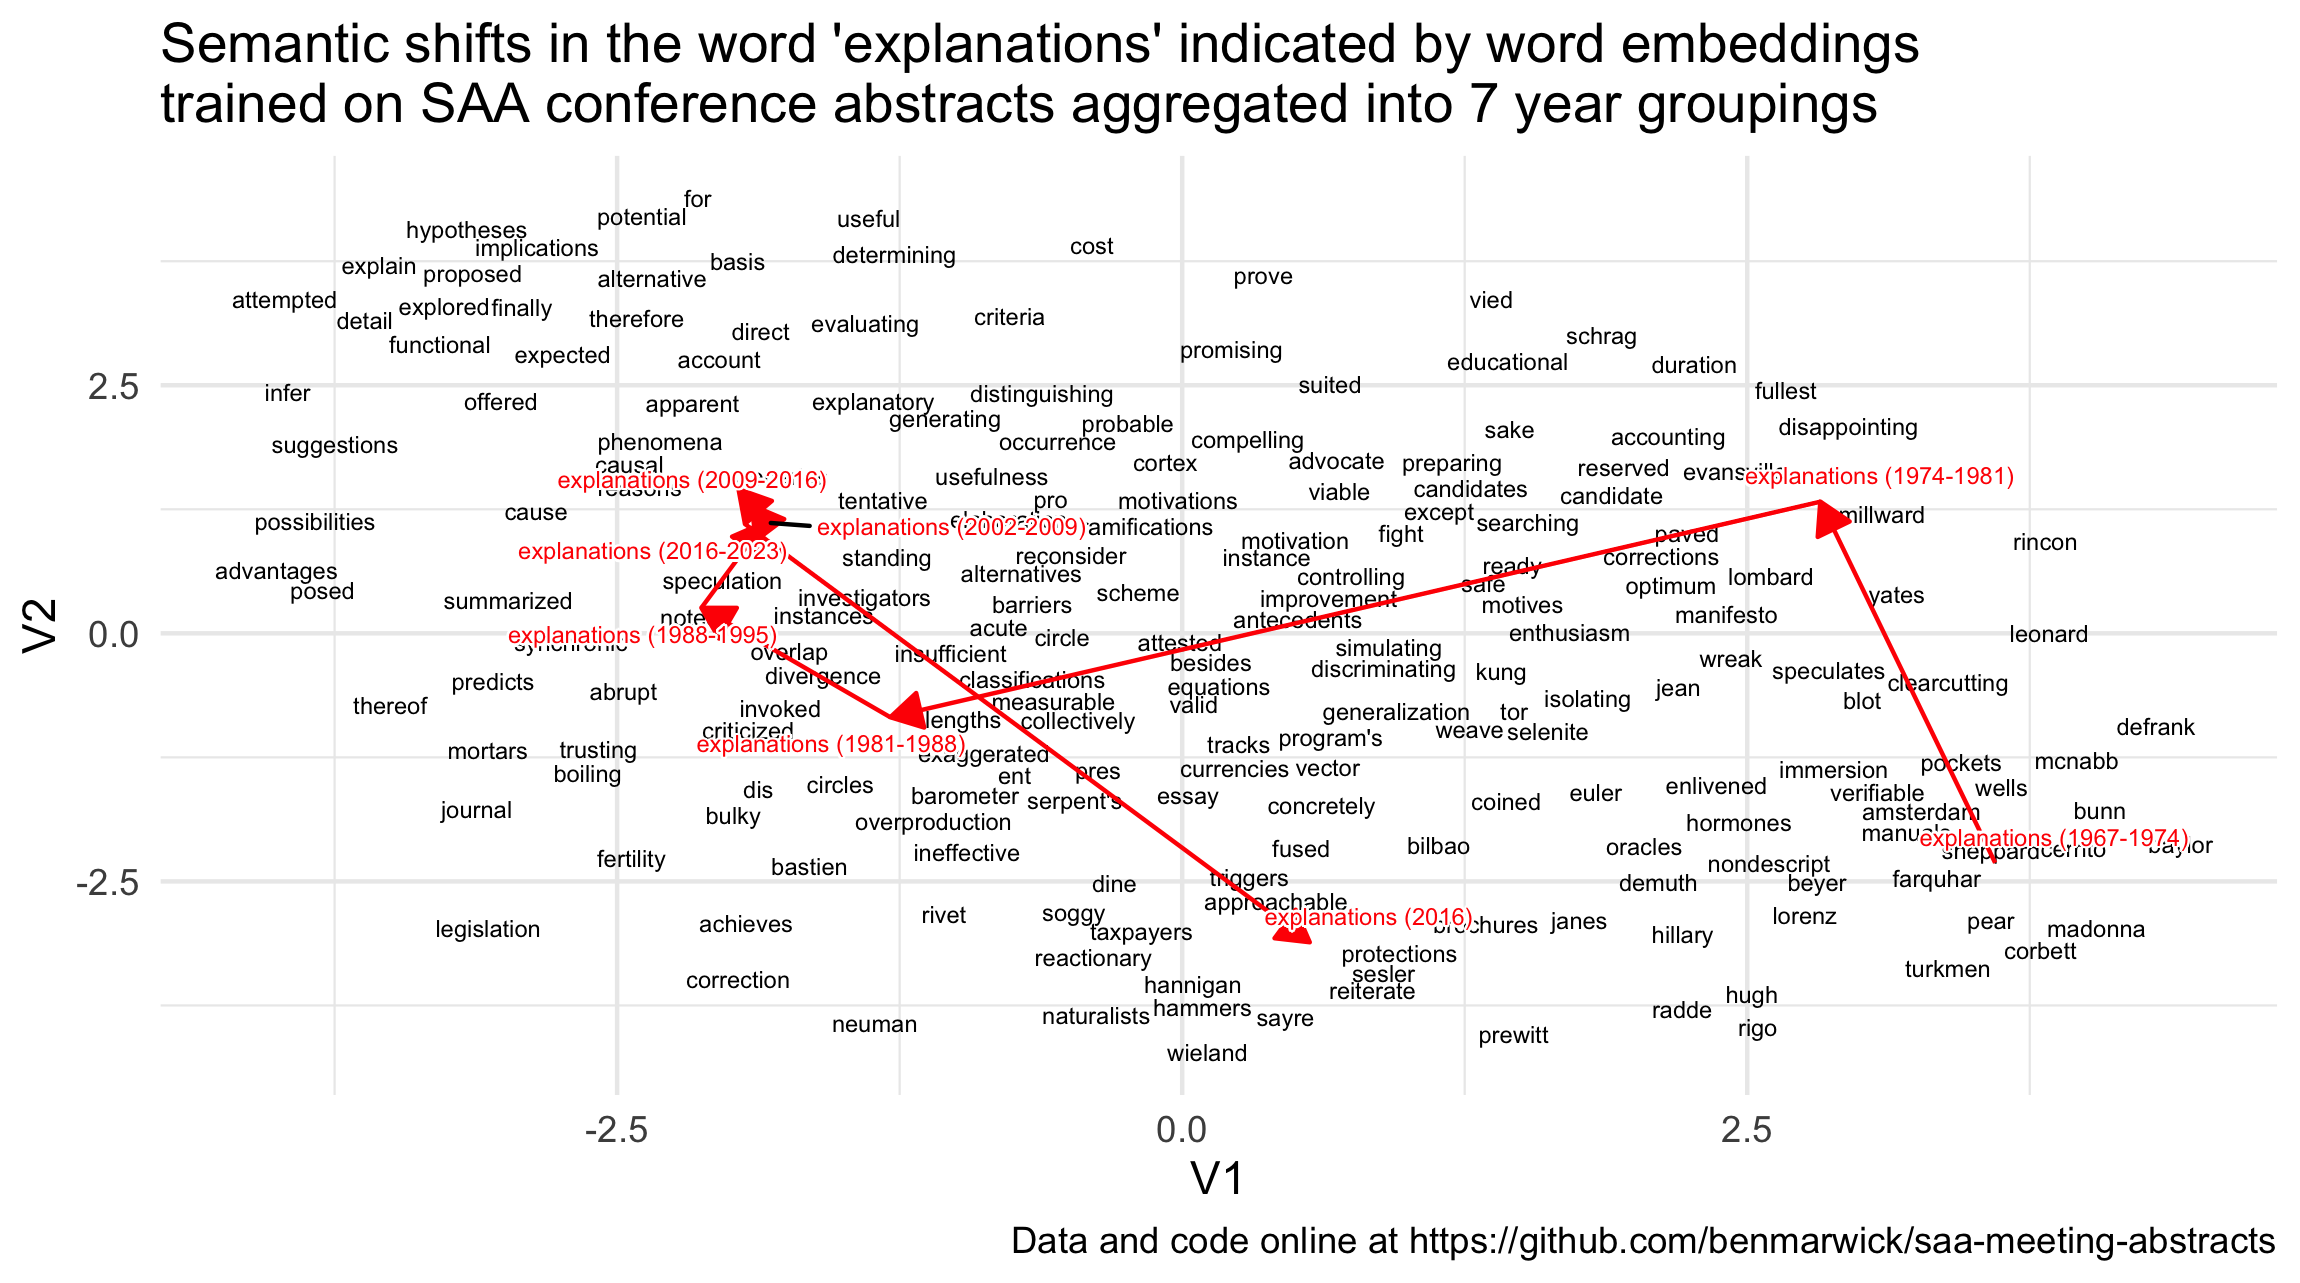 Semantic shifts in the word 'explanations' indicated by word embeddings
trained on SAA conference abstracts aggregated into 7 year groupings
for
potential
useful
hypotheses
implications
cost
determining
basis
explain
proposed
alternative
prove
attempted
explored
finally
vied
detail
therefore
criteria
evaluating
direct
schrag
functional
expected
account
promising
educational
duration
2.5
infer
offered
apparent
explanatory
distinguishing
suited
fullest
generating
probable
suggestions
phenomena
occurrence
compelling
sake
accounting
disappointing
causal
cortex
advocate
preparing
reserved
explanations (2009-2016)
usefulness
explanations (1974-1981)
reasons
tentative
pro
motivations
viable
candidates
candidate
possibilities
cause
explanations (2002-2009)
ramifications
except
searching
millward
explanations (2016-2023)
standing
reconsider
motivation
fight
paved
rincon
instance
corrections
advantages
posed
speculation
alternatives
controlling
ready
safe
optimum
lombard
summarized
investigators
barriers
scheme
improvement
motives
yates
instances
antecedents
manifesto
V2
0.0
explanations (1988-1995)
acute
circle
attested
enthusiasm
leonard
overlap
insufficient
simulating
besides
discriminating
kung
wreak
speculates
predicts
abrupt
divergence
classifications
equations
jean
clearcutting
thereof
invoked
measurable
valid
isolating
blot
criticized
lengths
collectively
generalization
tor
weave
selenite
defrank
explanations (1981-1988)
mortars
trusting
exaggerated
tracks
program's
boiling
ent
pres
currencies
vector
immersion
pockets
mcnabb
journal
dis
circles
barometer
serpent's
essay
concretely
coined
euler
enlivened
verifiable
wells
bulky
overproduction
hormones
amsterdam
bunn
explanations (1967-1974)
fertility
bastien
ineffective
fused
bilbao
oracles
nondescript
sheppard
cerrito
baylor
-2.5
dine
triggers
demuth
beyer
farquhar
legislation
achieves
rivet
soggy
approachable
explanations (2016)
brochures
janes
lorenz
pear
taxpayers
hillary
madonna
correction
reactionary
protections
corbett
sesler
turkmen
hannigan
reiterate
hugh
neuman
naturalists
hammers
sayre
radde
prewitt
rigo
wieland
-2.5
0.0
2.5
V1
Data and code online at https://github.com/benmarwick/saa-meeting-abstracts